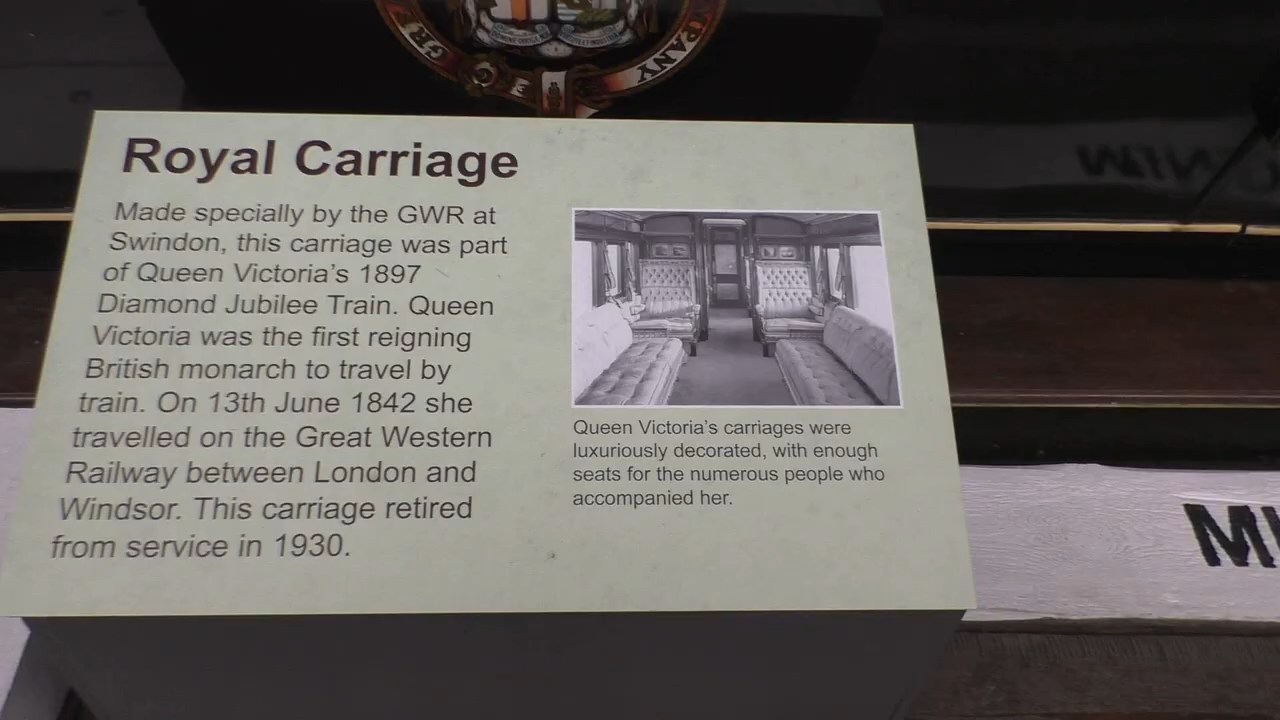 GR
PANY
Royal Carriage
Made specially by the GWR at
Swindon, this carriage was part
of Queen Victoria's 1897
Diamond Jubilee Train. Queen
Victoria was the first reigning
British monarch to travel by
train. On 13th June 1842 she
travelled on the Great Western
Railway between London and
Windsor. This carriage retired
from service in 1930.
Queen Victoria's carriages were
luxuriously decorated, with enough
seats for the numerous people who
accompanied her.